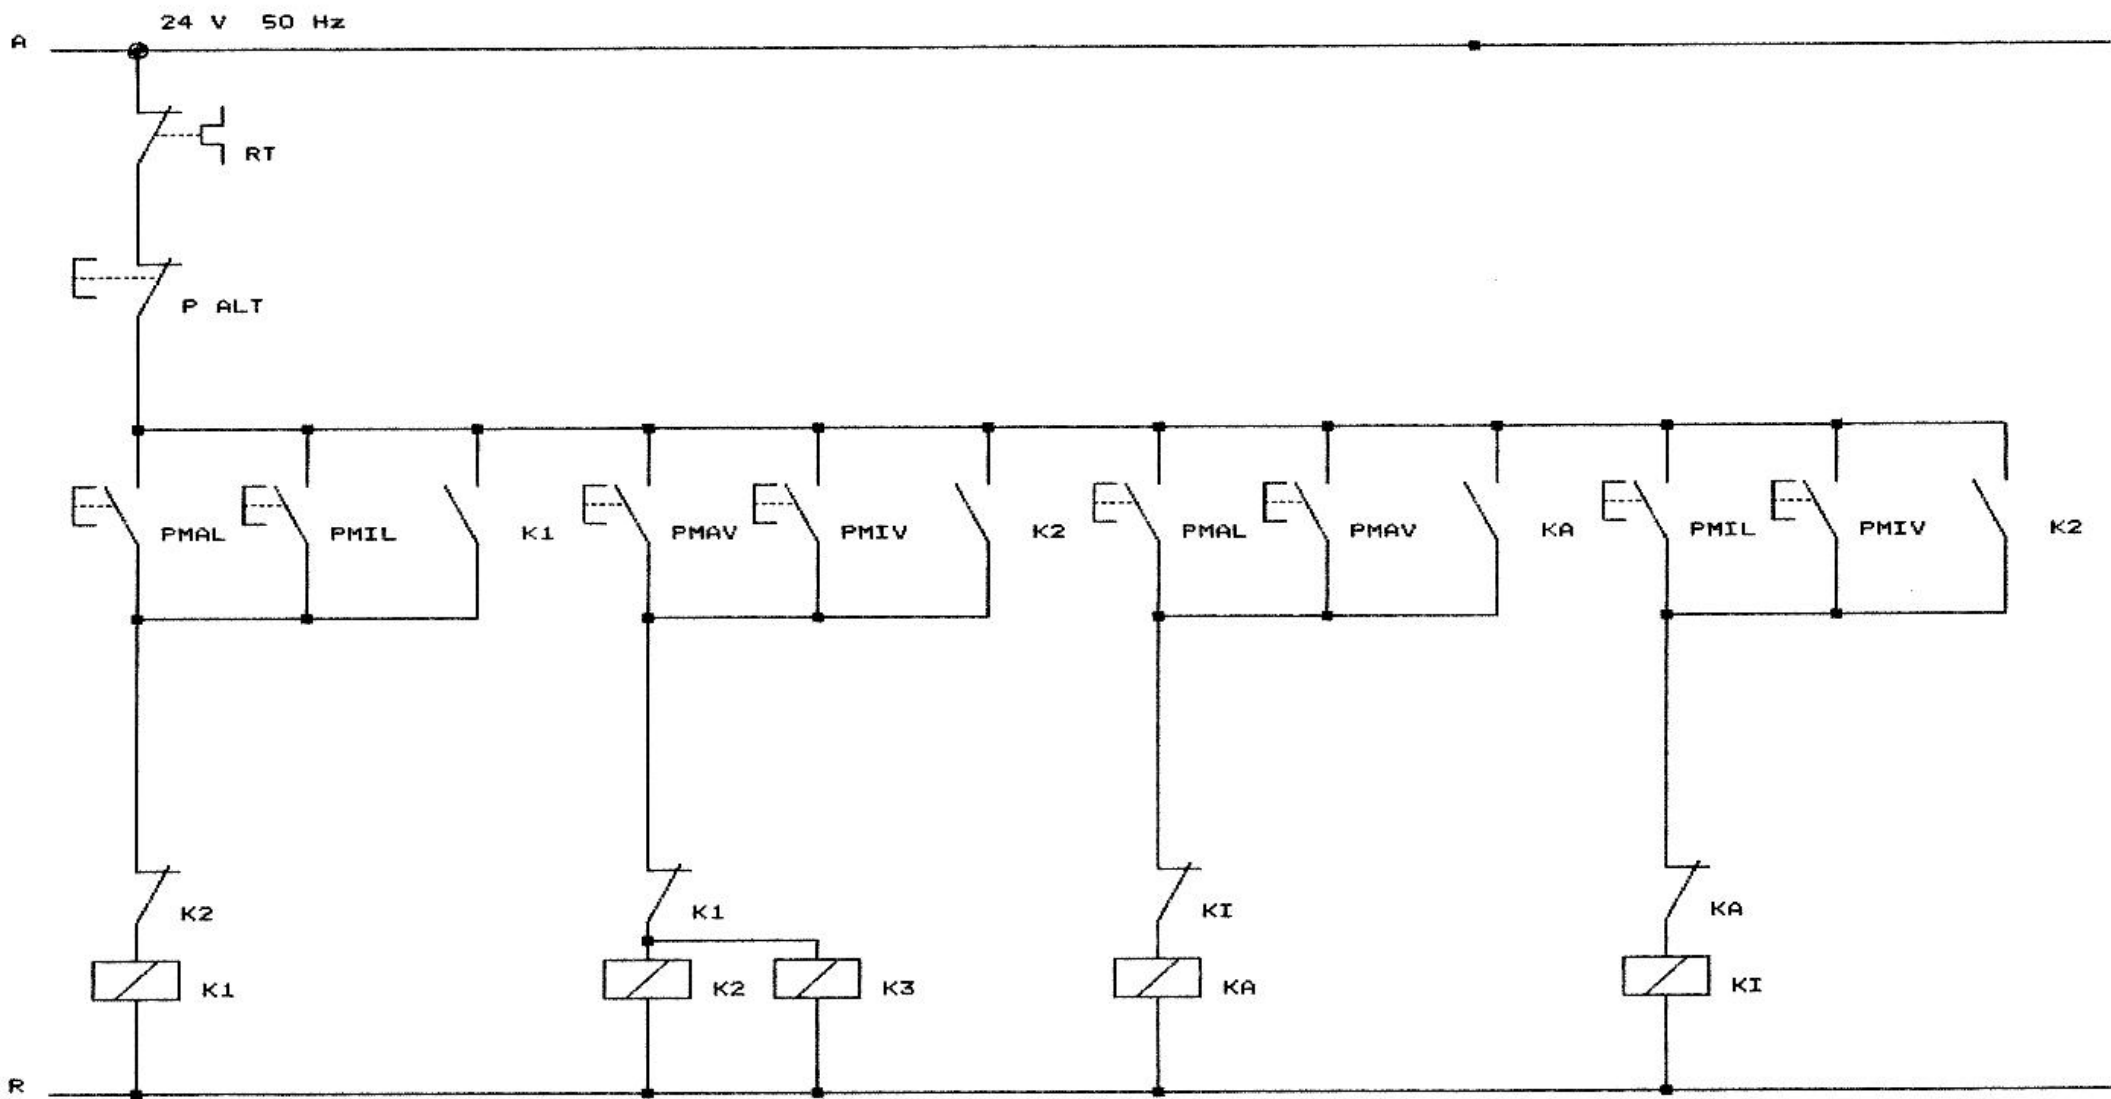 24 V 50 Hz
A
RT
P ALT
PMAL PMIL K1 PMAV PMIV K2 PMAL PMAV KA PMIL PMIV K2
K2 K1 KI KA
K1 K2 K3 KA KI
R